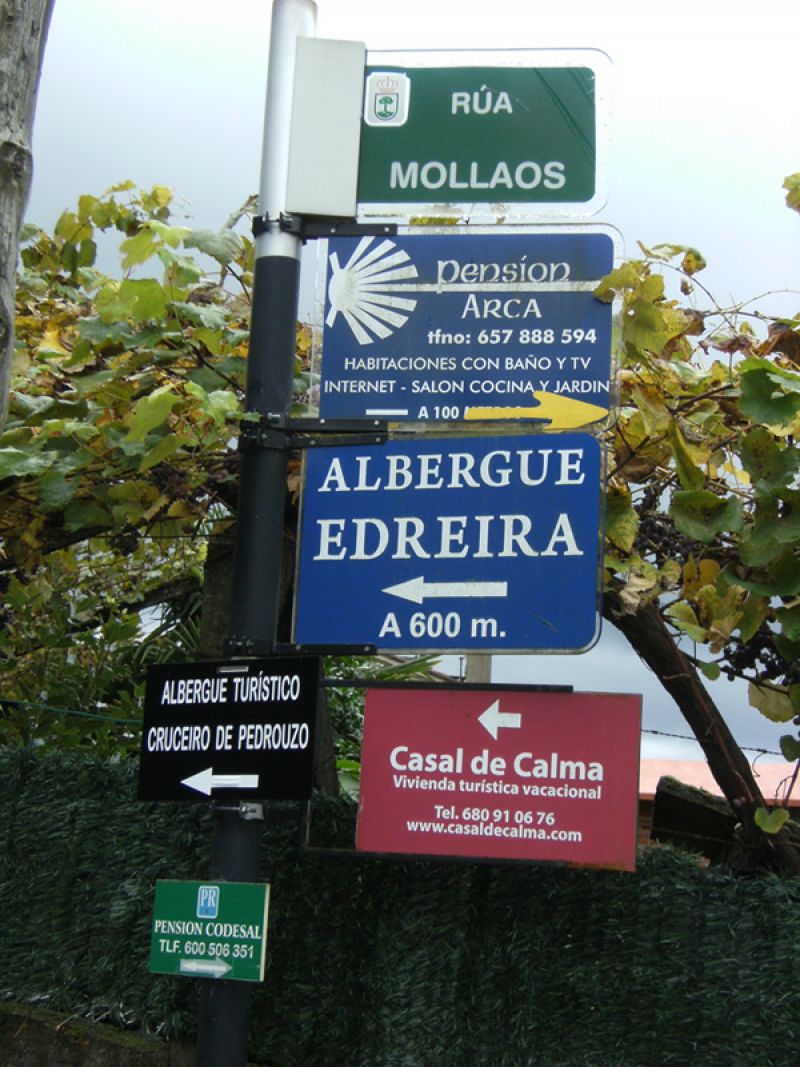 RÚA
MOLLAOS
Pensión
ARCA
tfno: 657 888 594
HABITACIONES CON BAÑO Y TV
INTERNET - SALON COCINA Y JARDIN
A 100
ALBERGUE
EDREIRA
A 600 m.
ALBERGUE TURÍSTICO
CRUCEIRO DE PEDROUZO
Casal de Calma
Vivienda turística vacacional
Tel. 680 91 06 76
www.casaldecalma.com
PR
PENSION CODESAL
TLF. 600 506 351